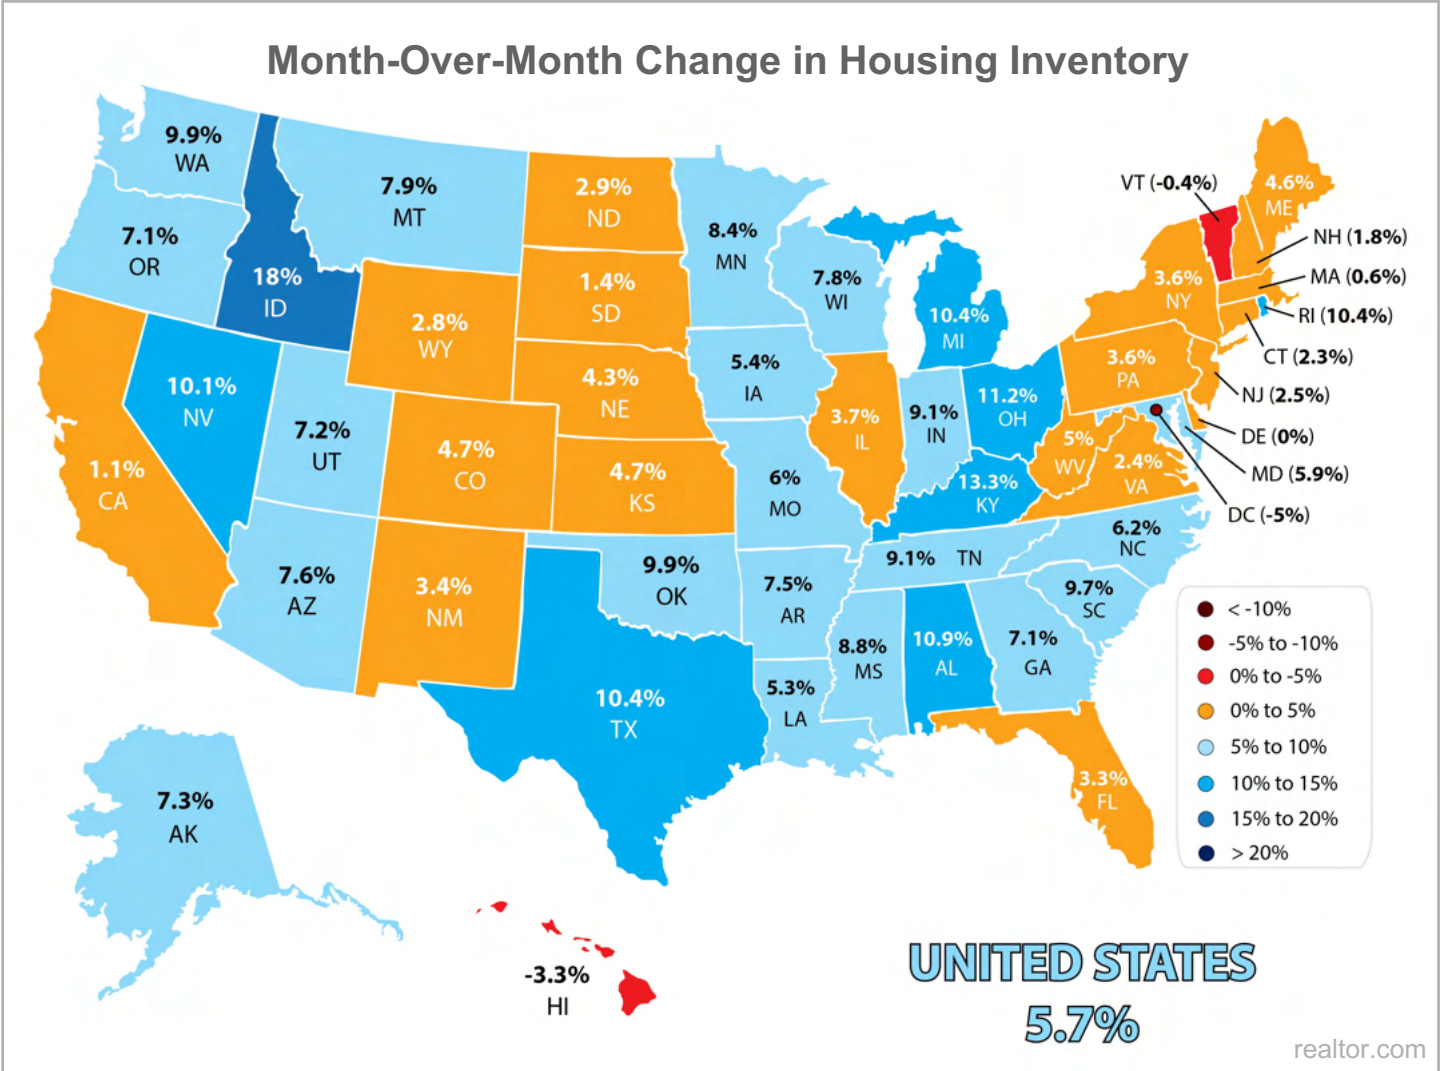 Month-Over-Month Change in Housing Inventory
9.9%
WA
7.1%
OR
18%
ID
7.9%
MT
2.9%
ND
1.4%
SD
2.8%
WY
4.3%
NE
8.4%
MN
7.8%
WI
5.4%
IA
10.4%
MI
VT (-0.4%)
4.6%
ME
NH (1.8%)
MA (0.6%)
RI (10.4%)
CT (2.3%)
NJ (2.5%)
DE (0%)
MD (5.9%)
DC (-5%)
3.6%
NY
3.6%
PA
10.1%
NV
7.2%
UT
4.7%
CO
4.7%
KS
6%
MO
3.7%
IL
9.1%
IN
11.2%
OH
13.3%
KY
5%
WV
2.4%
VA
1.1%
CA
7.6%
AZ
3.4%
NM
9.9%
OK
7.5%
AR
9.1% TN
6.2%
NC
9.7%
SC
8.8%
MS
10.9%
AL
7.1%
GA
5.3%
LA
10.4%
TX
3.3%
FL
7.3%
AK
-3.3%
HI
< -10%
-5% to -10%
0% to -5%
0% to 5%
5% to 10%
10% to 15%
15% to 20%
> 20%
UNITED STATES
5.7%
realtor.com